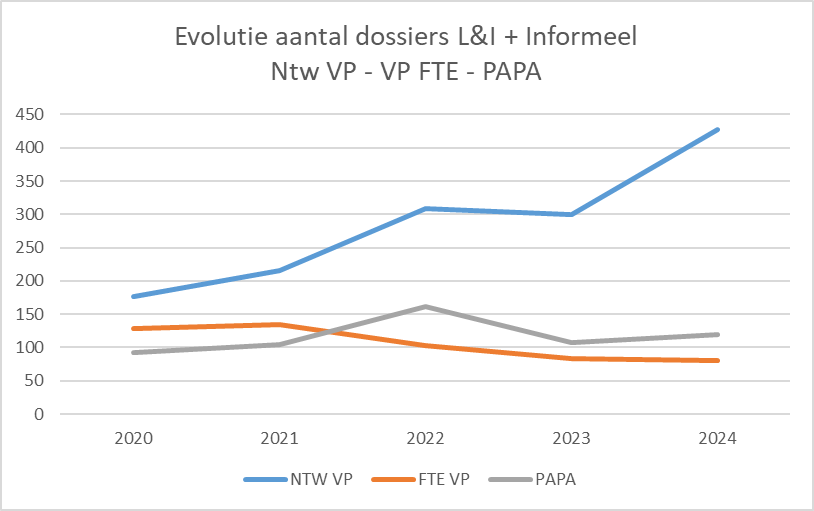 Evolutie aantal dossiers L&I + Informeel
Ntw VP - VP FTE - PAPA
450
400
350
300
250
200
150
100
50
0
2020 2021 2022 2023 2024
NTW VP FTE VP PAPA